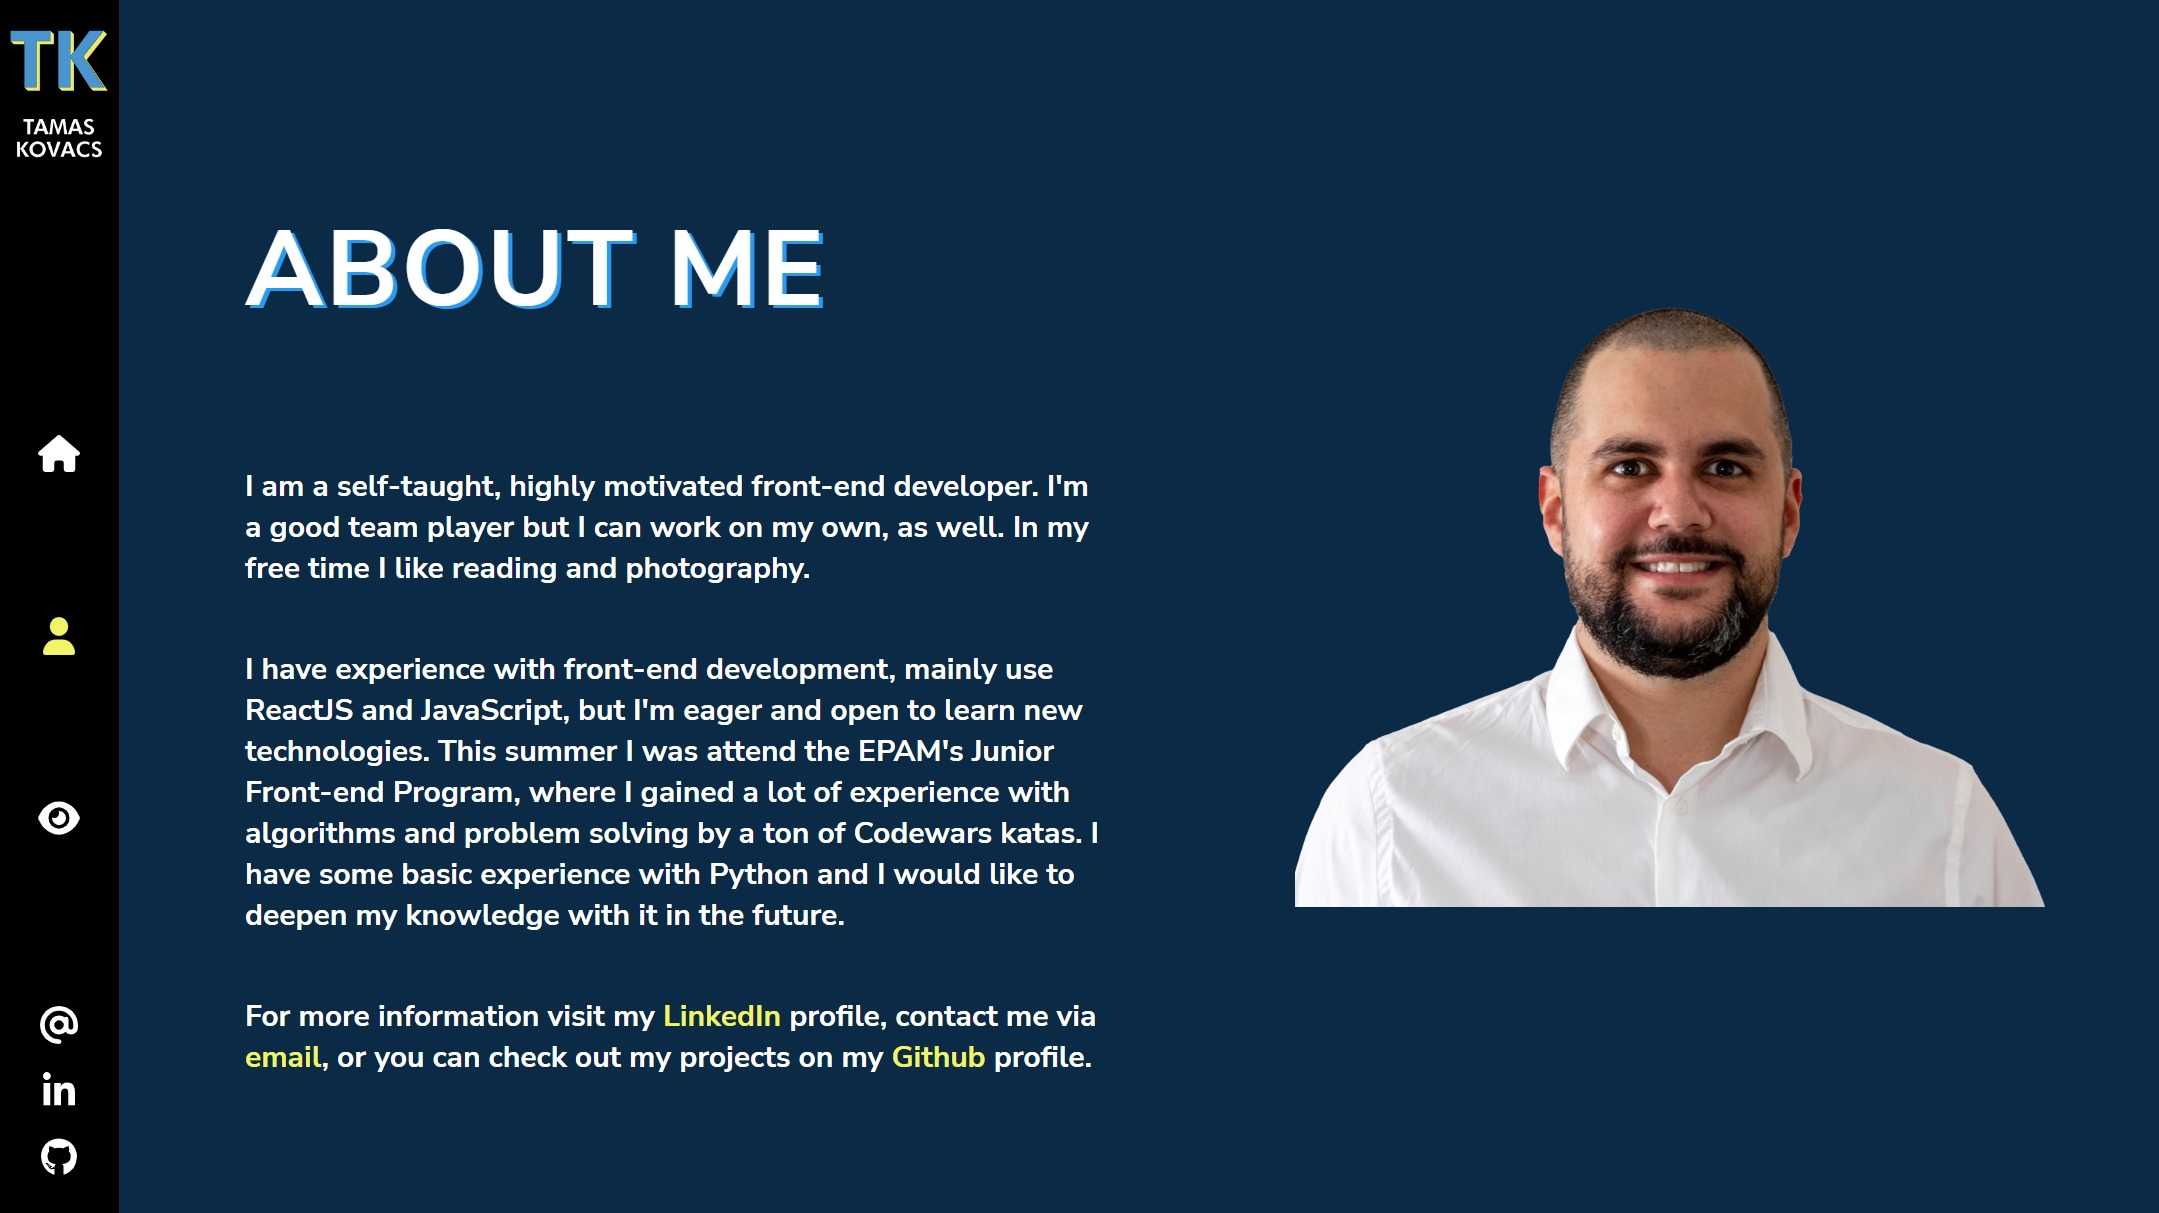 TK
TAMAS
KOVACS
ABOUT ME
I am a self-taught, highly motivated front-end developer. I'm
a good team player but I can work on my own, as well. In my
free time I like reading and photography.
I have experience with front-end development, mainly use
ReactJS and JavaScript, but I'm eager and open to learn new
technologies. This summer I was attend the EPAM's Junior
Front-end Program, where I gained a lot of experience with
algorithms and problem solving by a ton of Codewars katas. I
have some basic experience with Python and I would like to
deepen my knowledge with it in the future.
For more information visit my LinkedIn profile, contact me via
email, or you can check out my projects on my Github profile.
@
in